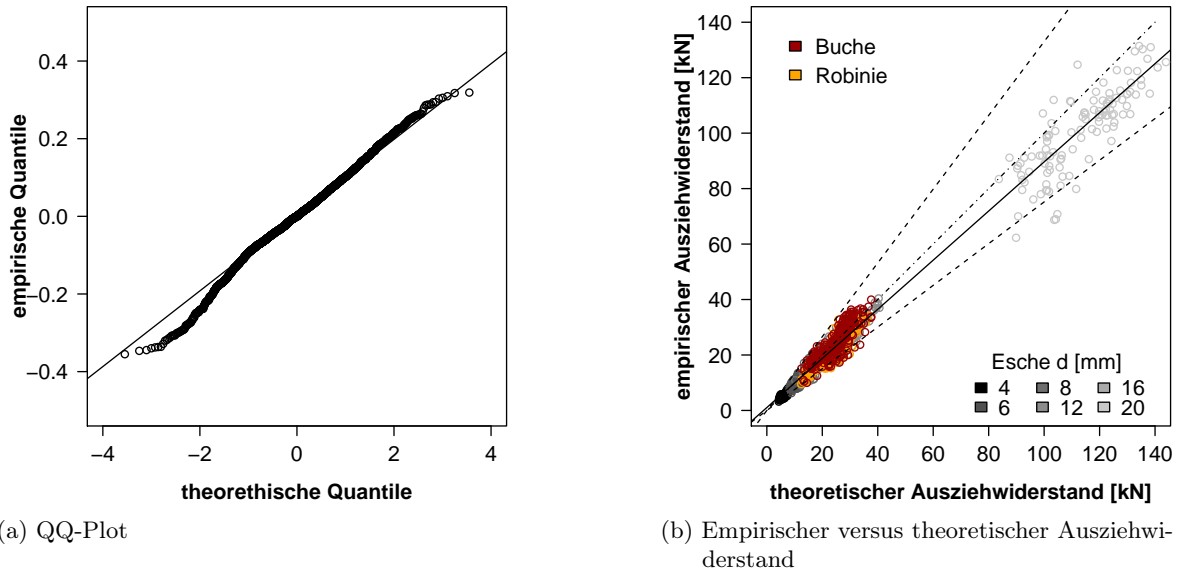 empirische Quantile
0.4
0.2
0.0
−0.2
−0.4
−4 −2 0 2 4
theorethische Quantile
(a) QQ-Plot
empirischer Ausziehwiderstand [kN]
140
120
100
80
60
40
20
0
Buche
Robinie
Esche d [mm]
4 8 16
6 12 20
0 20 40 60 80 100 120 140
theoretischer Ausziehwiderstand [kN]
(b) Empirischer versus theoretischer Ausziehwi-
derstand